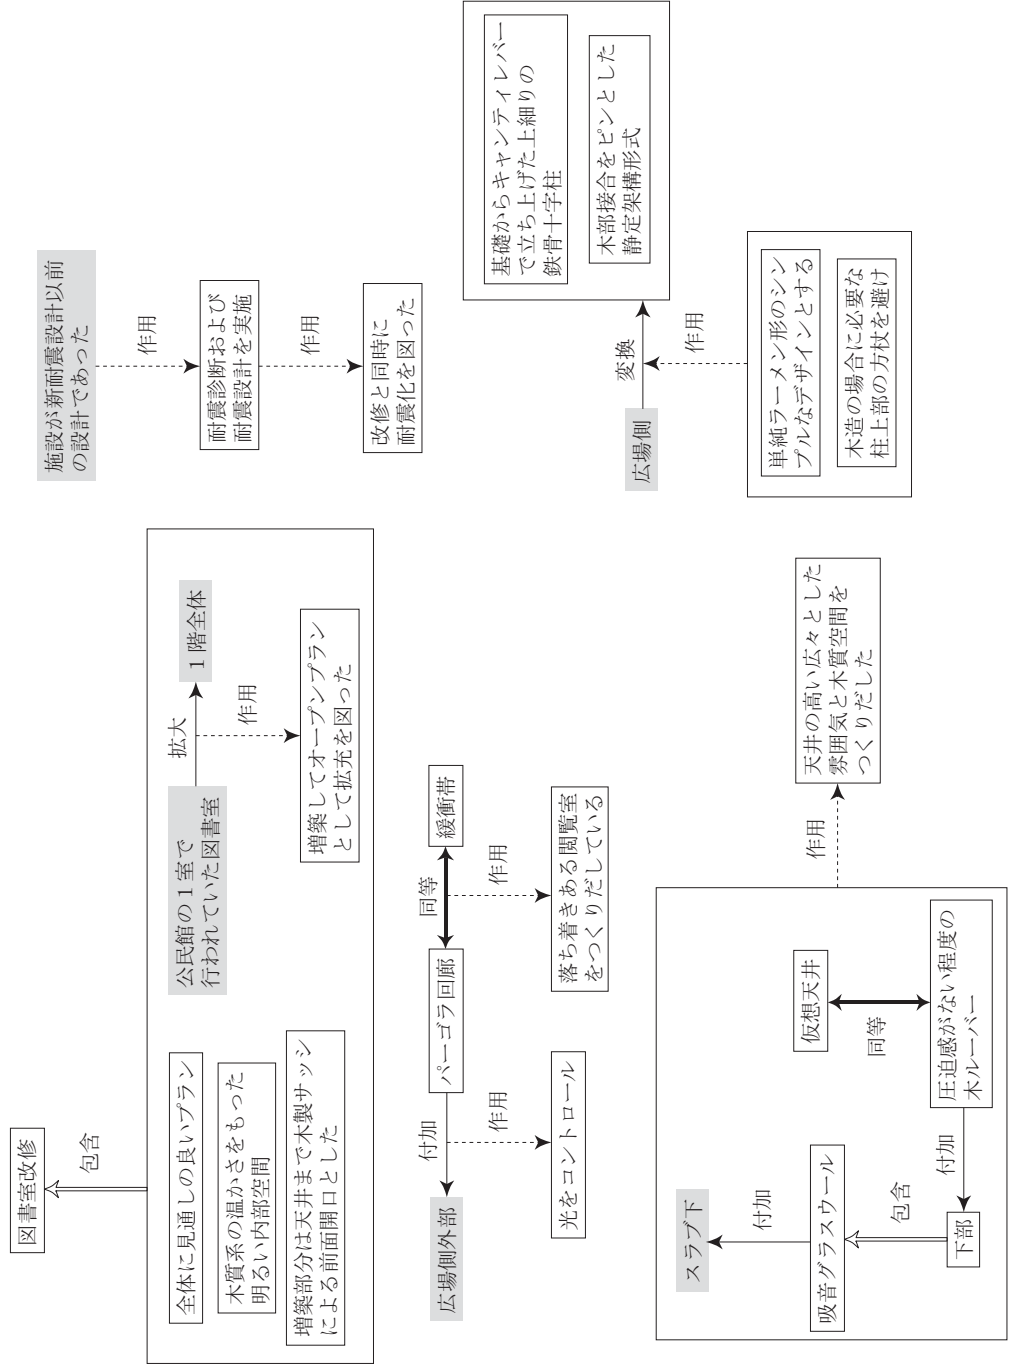 図書室改修
包含
全体に見通しの良いプラン
木質系の温かさをもった
明るい内部空間
増築部分は天井まで木製サッシ
による前面開口とした
公民館の1室で
行われていた図書室
拡大
1階全体
作用
増築してオープンプラン
として拡充を図った
施設が新耐震設計以前
の設計であった
作用
耐震診断および
耐震設計を実施
作用
改修と同時に
耐震化を図った
広場側外部
付加
パーゴラ回廊
同等
緩衝帯
作用
光をコントロール
作用
落ち着きある閲覧室
をつくりだしている
広場側
変換
基礎からキャンティレバー
で立ち上げた上細りの
鉄骨十字柱
木部接合をピンとした
静定架構形式
作用
単純ラーメン形のシン
プルなデザインとする
木造の場合に必要な
柱上部の方杖を避け
スラブ下
付加
吸音グラスウール
包含
下部
付加
仮想天井
同等
圧迫感がない程度の
木ルーバー
作用
天井の高い広々とした
雰囲気と木質空間を
つくりだした